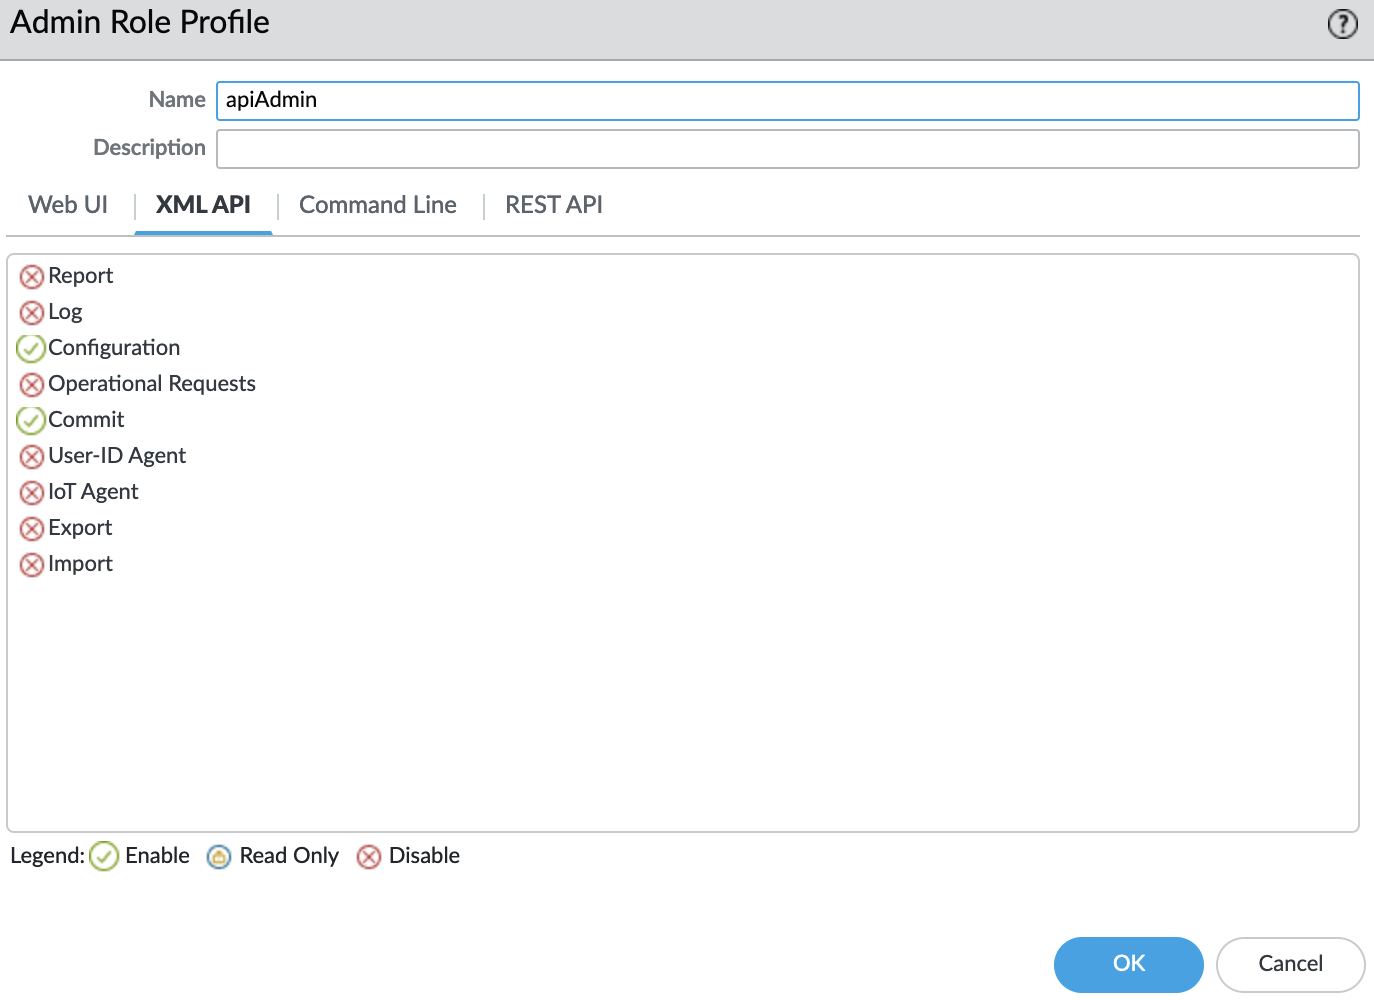 Admin Role Profile
Name apiAdmin
Description
Web UI XML API Command Line REST API
Report
Log
Configuration
Operational Requests
Commit
User-ID Agent
IoT Agent
Export
Import
Legend: Enable Read Only Disable
OK Cancel